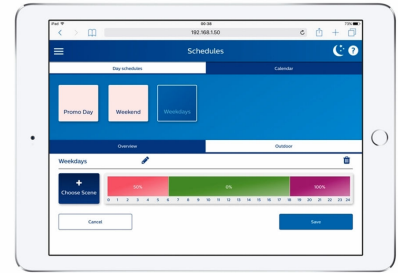 iPad
00:38
73%
192.168.1.50
Schedules
?
Day schedules
Calendar
Promo Day
Weekend
Weekdays
Overview
Outdoor
Weekdays
+
Choose Scene
50%
0%
100%
0 1 2 3 4 5 6 7 8 9 10 11 12 13 14 15 16 17 18 19 20 21 22 23 24
Cancel
Save